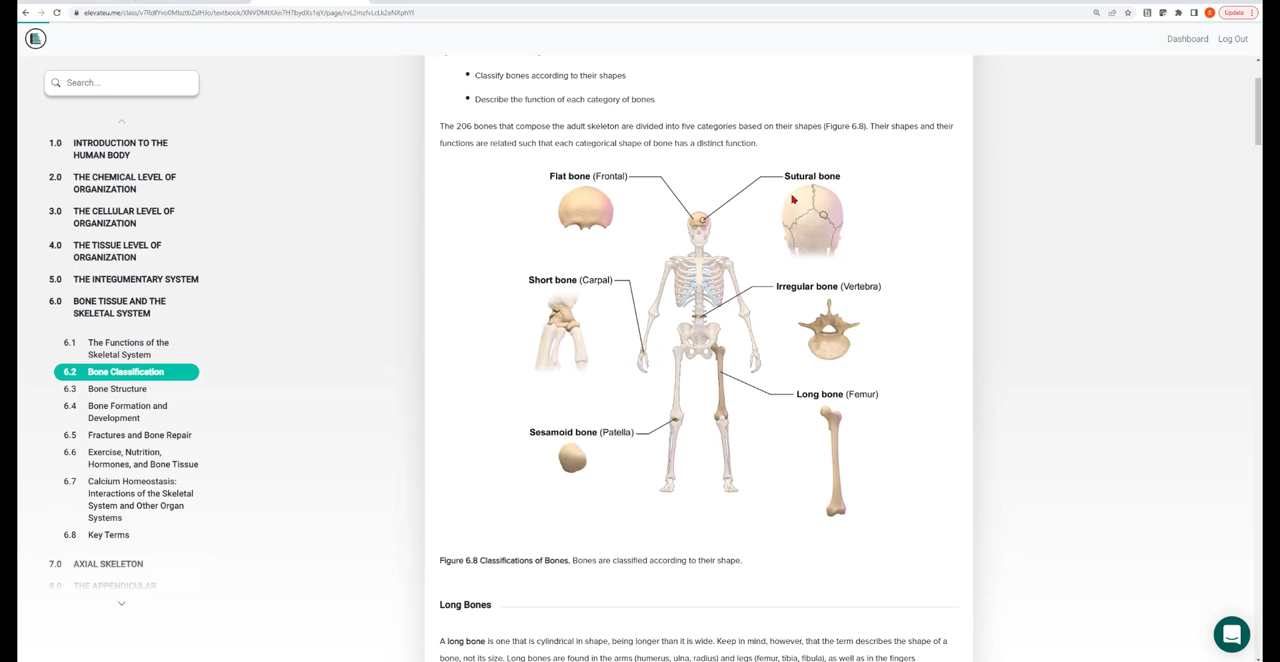 elevateu.me/class/
Update
Dashboard Log Out
Search...
1.0 INTRODUCTION TO THE
HUMAN BODY
2.0 THE CHEMICAL LEVEL OF
ORGANIZATION
3.0 THE CELLULAR LEVEL OF
ORGANIZATION
4.0 THE TISSUE LEVEL OF
ORGANIZATION
5.0 THE INTEGUMENTARY SYSTEM
6.0 BONE TISSUE AND THE
SKELETAL SYSTEM
6.1 The Functions of the
Skeletal System
6.2 Bone Classification
6.3 Bone Structure
6.4 Bone Formation and
Development
6.5 Fractures and Bone Repair
6.6 Exercise, Nutrition,
Hormones, and Bone Tissue
6.7 Calcium Homeostasis:
Interactions of the Skeletal
System and Other Organ
Systems
6.8 Key Terms
7.0 AXIAL SKELETON
8.0 THE APPENDICULAR
• Classify bones according to their shapes
• Describe the function of each category of bones
The 206 bones that compose the adult skeleton are divided into five categories based on their shapes (Figure 6.8). Their shapes and their
functions are related such that each categorical shape of bone has a distinct function.
Flat bone (Frontal)
Sutural bone
Short bone (Carpal)
Irregular bone (Vertebra)
Long bone (Femur)
Sesamoid bone (Patella)
Figure 6.8 Classifications of Bones. Bones are classified according to their shape.
Long Bones
A long bone is one that is cylindrical in shape, being longer than it is wide. Keep in mind, however, that the term describes the shape of a
bone, not its size. Long bones are found in the arms (humerus, ulna, radius) and legs (femur, tibia, fibula), as well as in the fingers